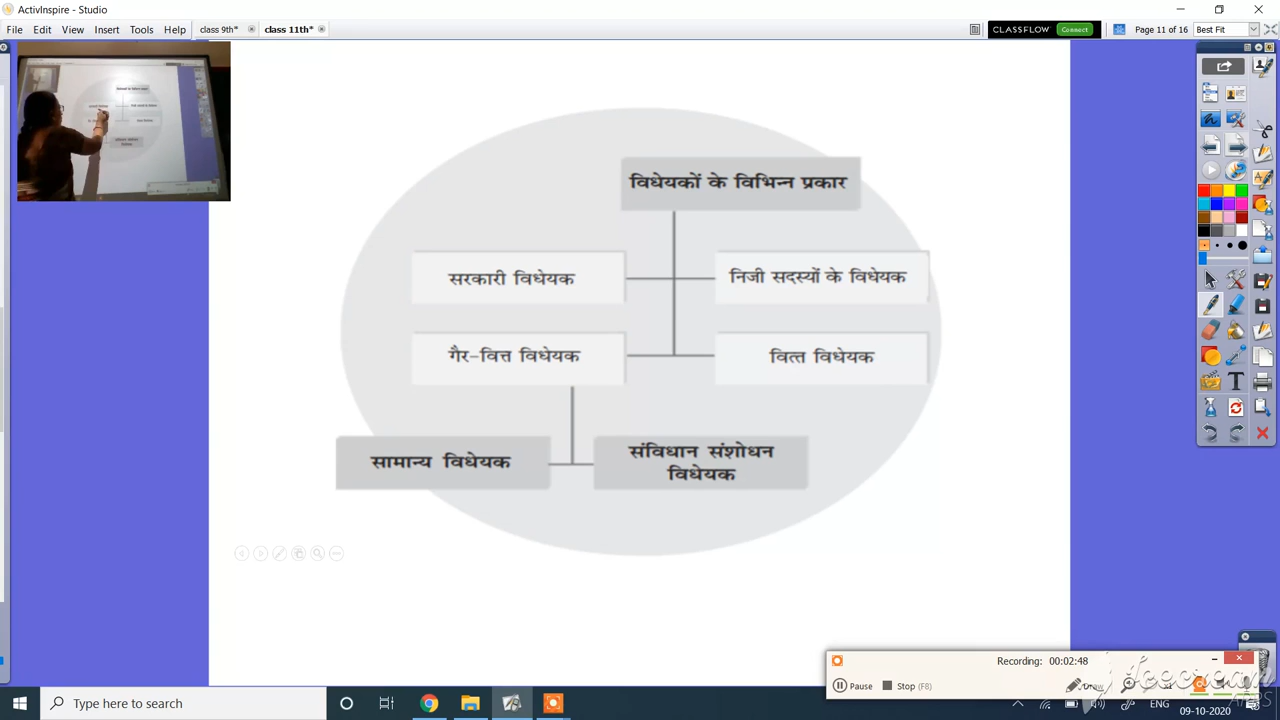 ActivInspire - Studio
File Edit View Insert Tools Help
class 9th*
class 11th*
CLASSFLOW Connect
Page 11 of 16
Best Fit
विधेयकों के विभिन्न प्रकार
सरकारी विधेयक
निजी सदस्यों के विधेयक
गैर-वित्त विधेयक
वित्त विधेयक
सामान्य विधेयक
संविधान संशोधन
विधेयक
Recording: 00:02:48
Pause
Stop (F8)
Draw
Type here to search
ENG
09-10-2020